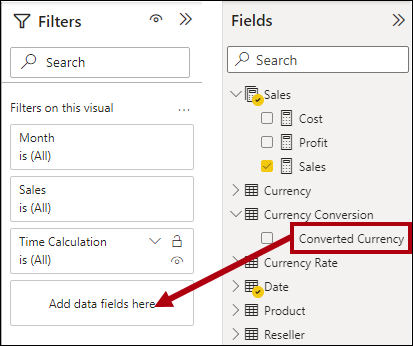 Filters
Search
Filters on this visual
...
Month
is (All)
Sales
is (All)
Time Calculation
is (All)
Add data fields here
Fields
Search
Sales
Cost
Profit
Sales
Currency
Currency Conversion
Converted Currency
Currency Rate
Date
Product
Reseller